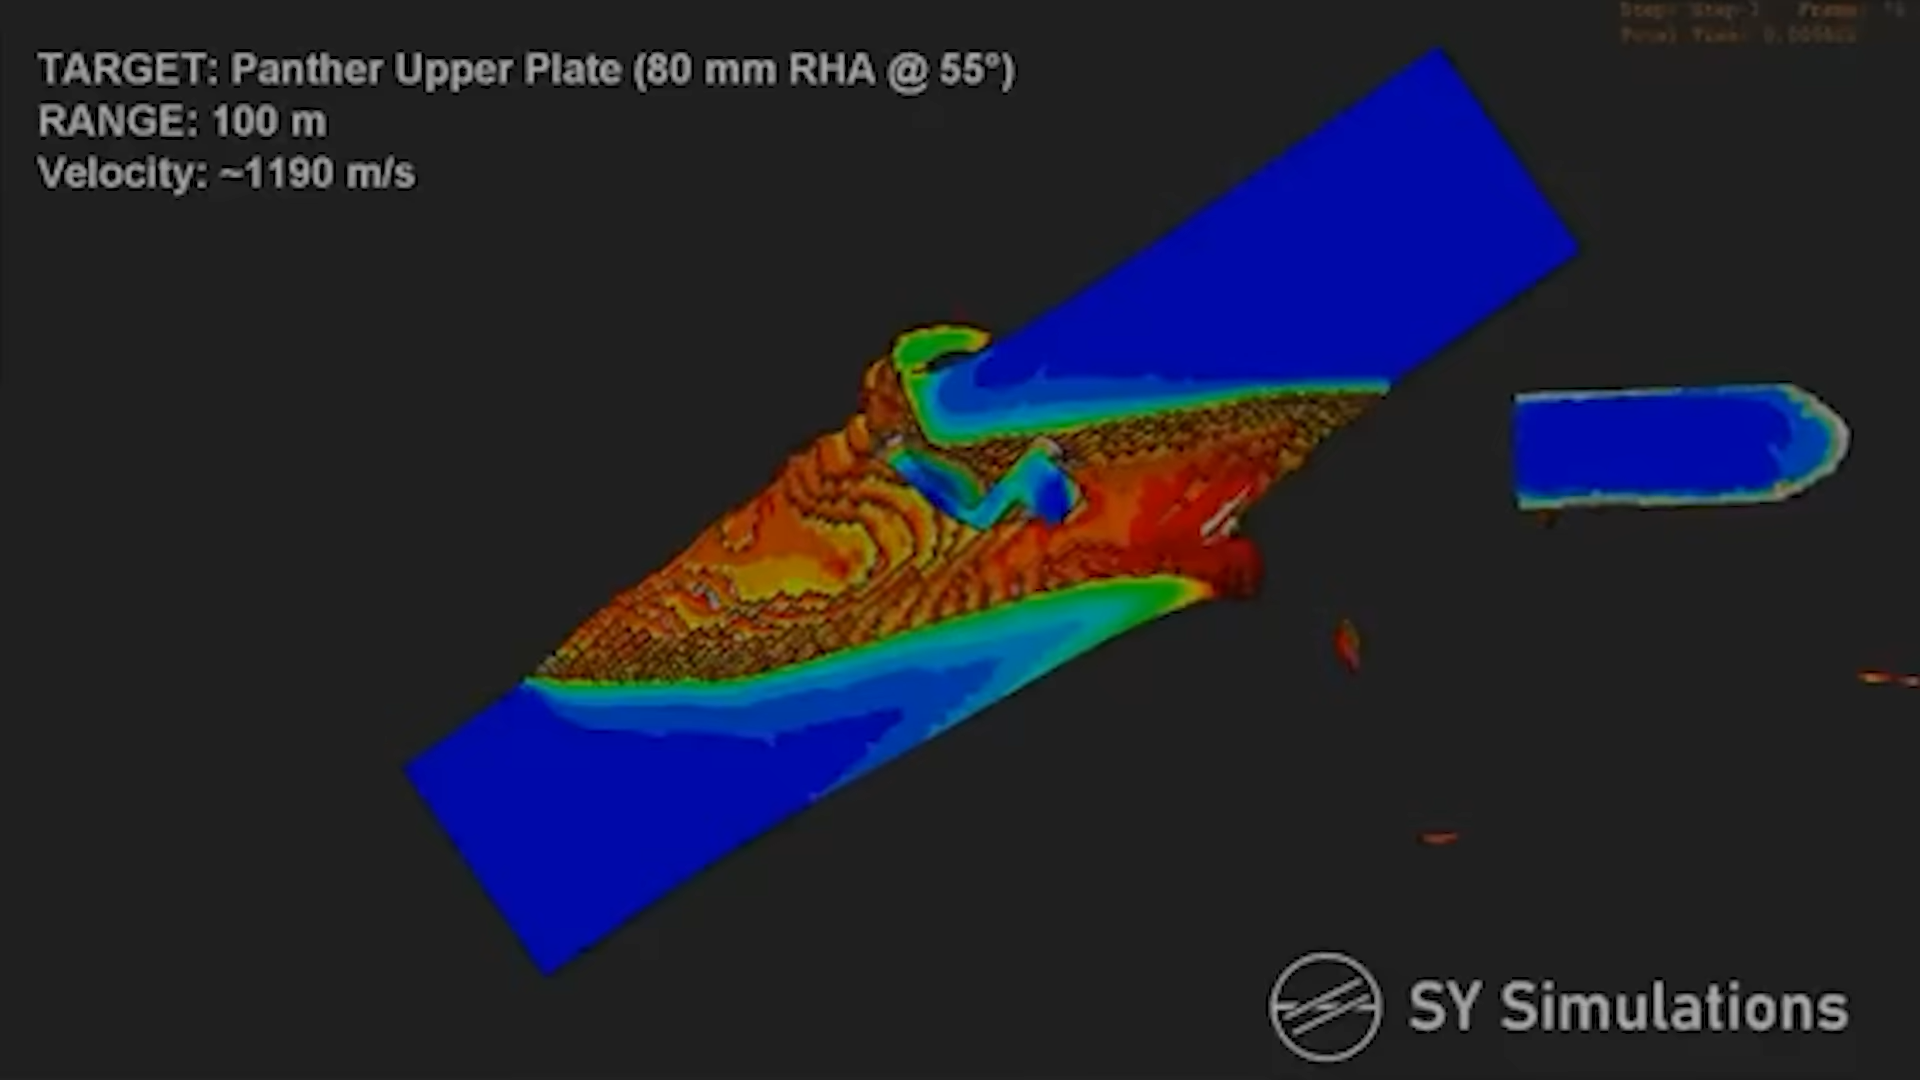 TARGET: Panther Upper Plate (80 mm RHA @ 55°)
RANGE: 100 m
Velocity: ~1190 m/s
SY Simulations